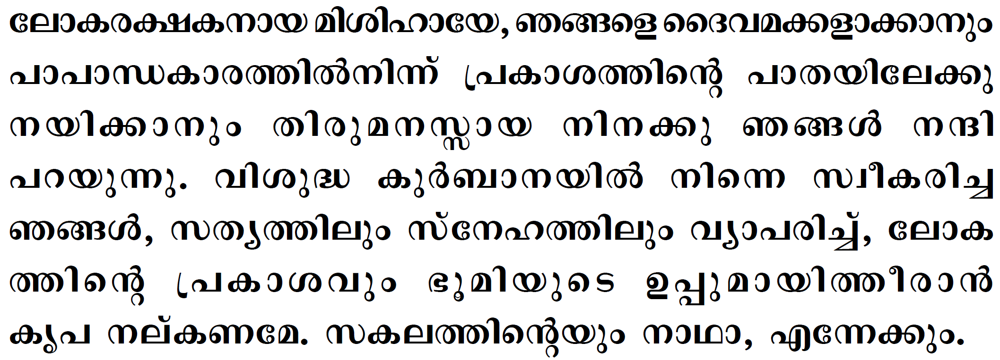 ലോകരക്ഷകനായ മിശിഹായേ, ഞങ്ങളെ ദൈവമക്കളാക്കാനും
പാപാന്ധകാരത്തിൽനിന്ന് പ്രകാശത്തിന്റെ പാതയിലേക്കു
നയിക്കാനും തിരുമനസ്സായ നിനക്കു ഞങ്ങൾ നന്ദി
പറയുന്നു. വിശുദ്ധ കുർബാനയിൽ നിന്നെ സ്വീകരിച്ച
ഞങ്ങൾ, സത്യത്തിലും സ്നേഹത്തിലും വ്യാപരിച്ച്, ലോക
ത്തിന്റെ പ്രകാശവും ഭൂമിയുടെ ഉപ്പുമായിത്തീരാൻ
കൃപ നല്കണമേ. സകലത്തിന്റെയും നാഥാ, എന്നേക്കും.